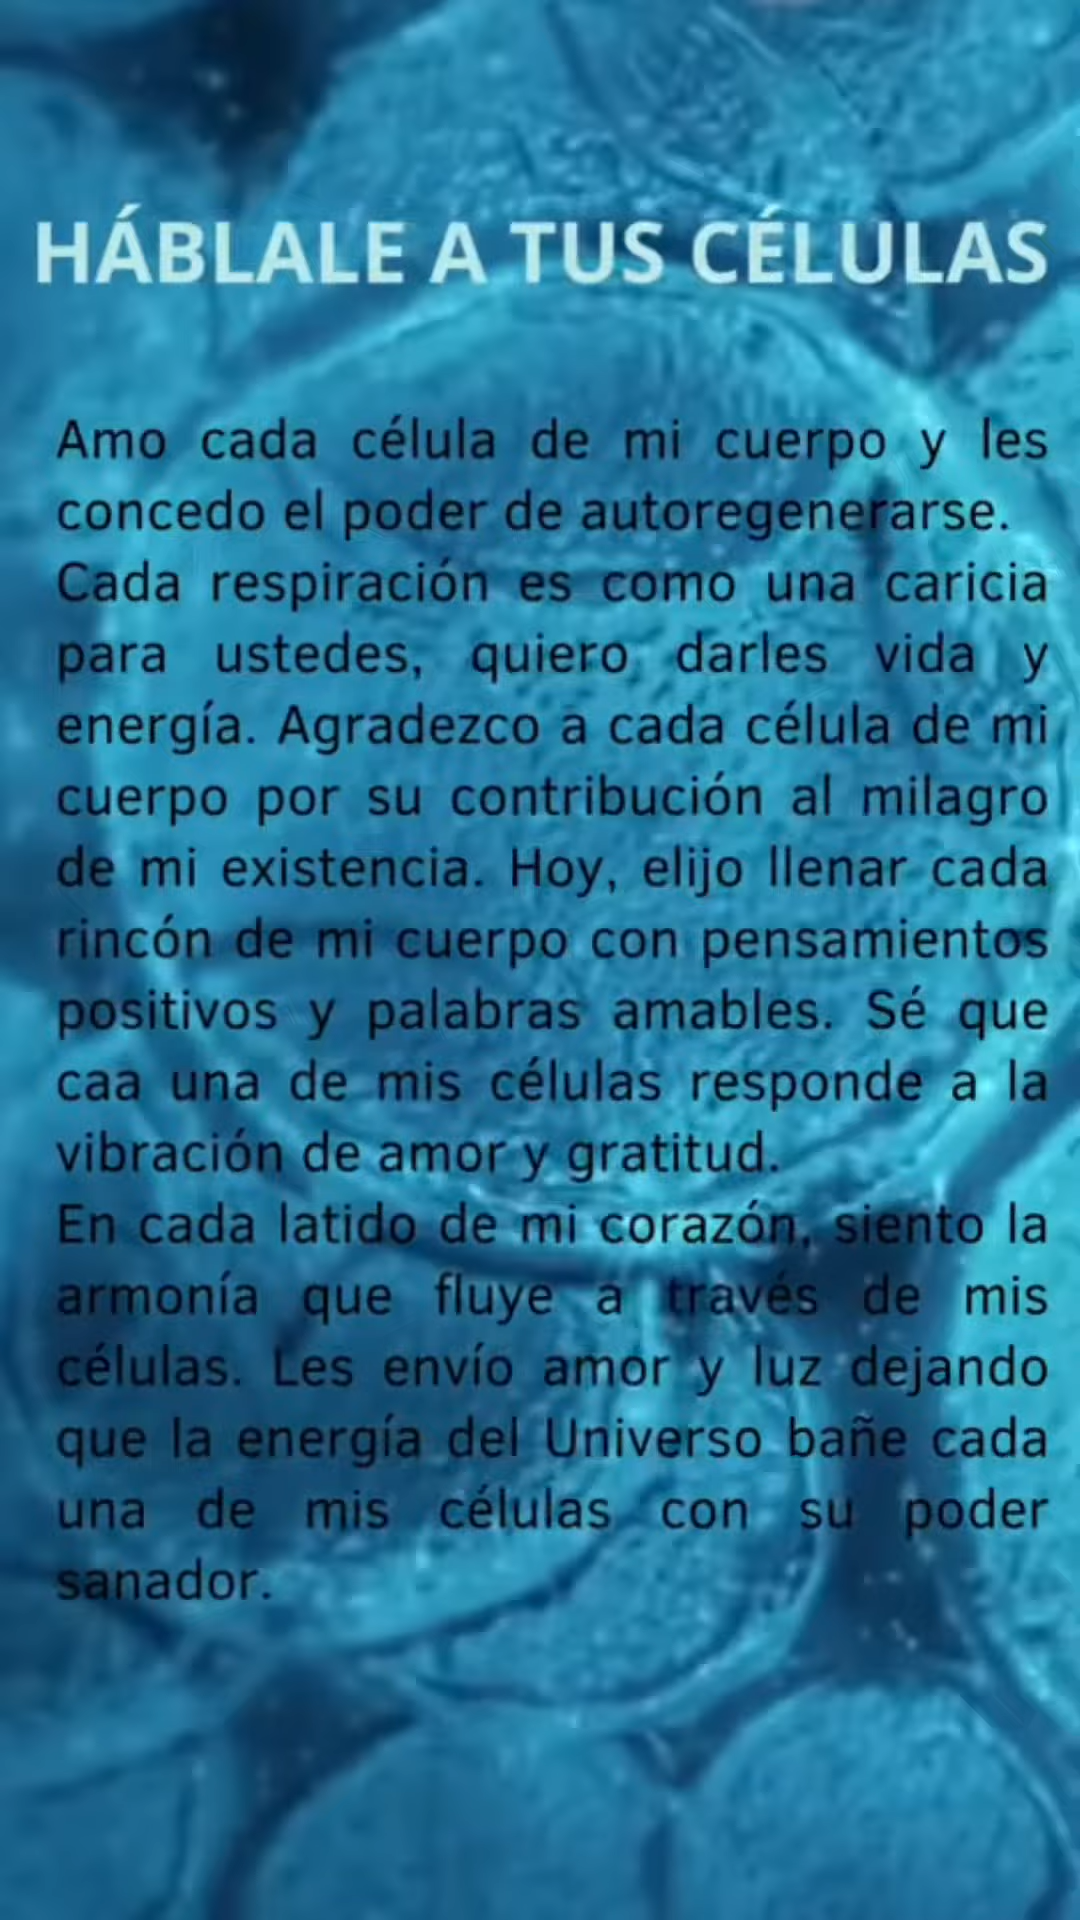 HÁBLALE A TUS CÉLULAS
Amo cada célula de mi cuerpo y les
concedo el poder de autoregenerarse.
Cada respiración es como una caricia
para ustedes, quiero darles vida y
energía. Agradezco a cada célula de mi
cuerpo por su contribución al milagro
de mi existencia. Hoy, elijo llenar cada
rincón de mi cuerpo con pensamientos
positivos y palabras amables. Sé que
caa una de mis células responde a la
vibración de amor y gratitud.
En cada latido de mi corazón, siento la
armonía que fluye a través de mis
células. Les envío amor y luz dejando
que la energía del Universo bañe cada
una de mis células con su poder
sanador.